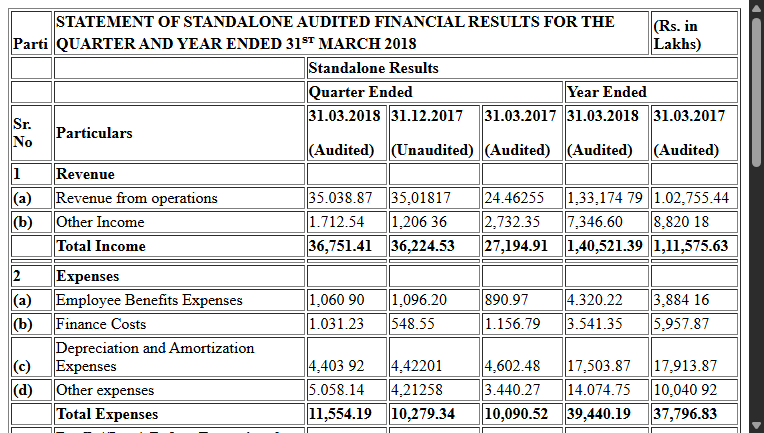 Parti STATEMENT OF STANDALONE AUDITED FINANCIAL RESULTS FOR THE QUARTER AND YEAR ENDED 31ST MARCH 2018 (Rs. in Lakhs)
Standalone Results
Quarter Ended Year Ended
Sr. No Particulars 31.03.2018 (Audited) 31.12.2017 (Unaudited) 31.03.2017 (Audited) 31.03.2018 (Audited) 31.03.2017 (Audited)
1 Revenue
(a) Revenue from operations 35.038.87 35,01817 24.46255 1,33,174 79 1.02,755.44
(b) Other Income 1.712.54 1,206 36 2,732.35 7,346.60 8,820 18
Total Income 36,751.41 36,224.53 27,194.91 1,40,521.39 1,11,575.63
2 Expenses
(a) Employee Benefits Expenses 1,060 90 1,096.20 890.97 4.320.22 3,884 16
(b) Finance Costs 1.031.23 548.55 1.156.79 3.541.35 5,957.87
(c) Depreciation and Amortization Expenses 4,403 92 4,42201 4,602.48 17,503.87 17,913.87
(d) Other expenses 5.058.14 4,21258 3.440.27 14.074.75 10,040 92
Total Expenses 11,554.19 10,279.34 10,090.52 39,440.19 37,796.83